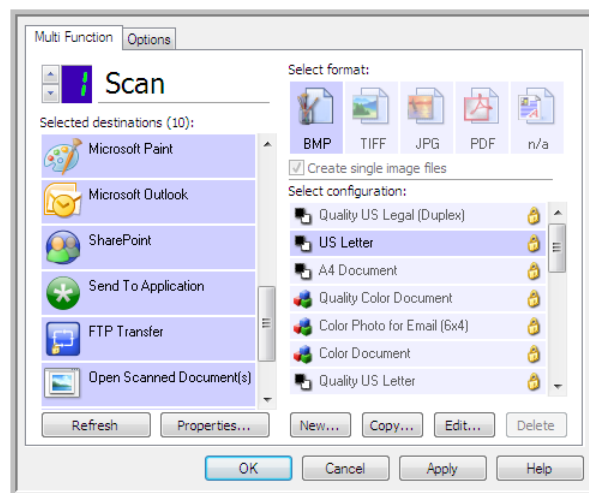 Multi Function
Options
1
Scan
Selected destinations (10):
Microsoft Paint
Microsoft Outlook
SharePoint
Send To Application
FTP Transfer
Open Scanned Document(s)
Refresh
Properties...
Select format:
BMP
TIFF
JPG
PDF
n/a
Create single image files
Select configuration:
Quality US Legal (Duplex)
US Letter
A4 Document
Quality Color Document
Color Photo for Email (6x4)
Color Document
Quality US Letter
New...
Copy...
Edit...
Delete
OK
Cancel
Apply
Help